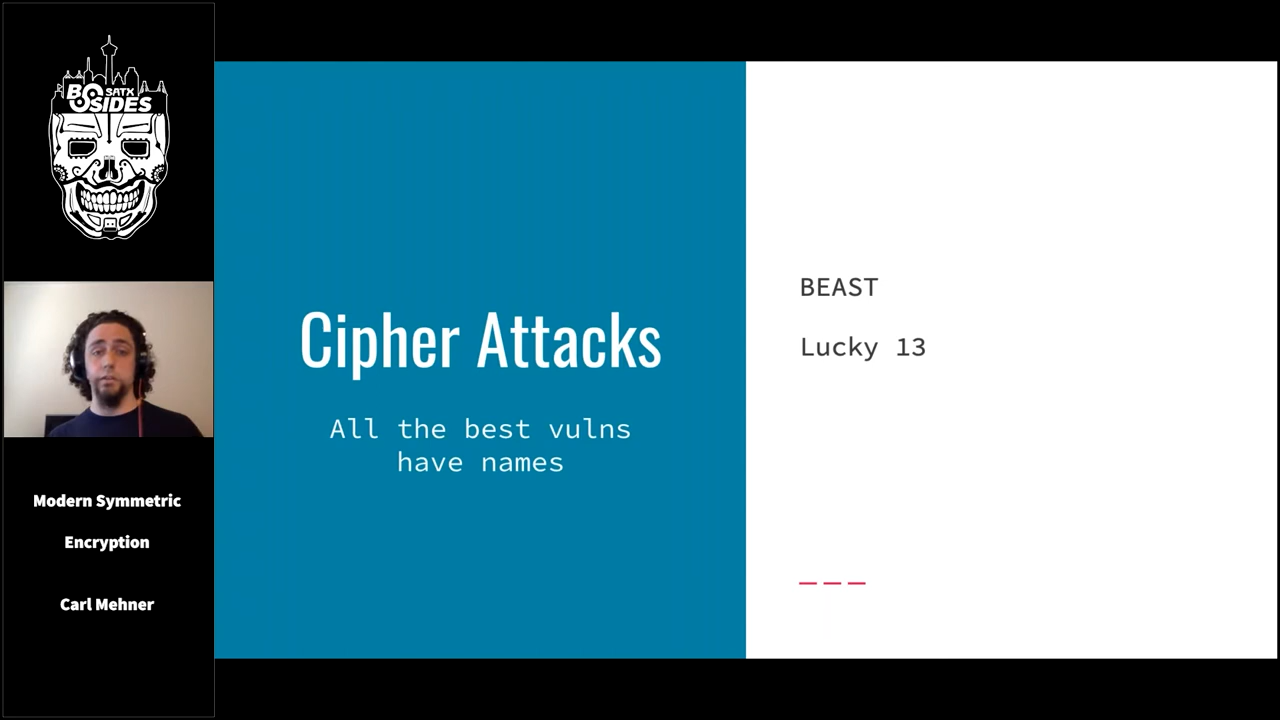 BSIDES
SATX
Modern Symmetric
Encryption
Carl Mehner
Cipher Attacks
All the best vulns
have names
BEAST
Lucky 13